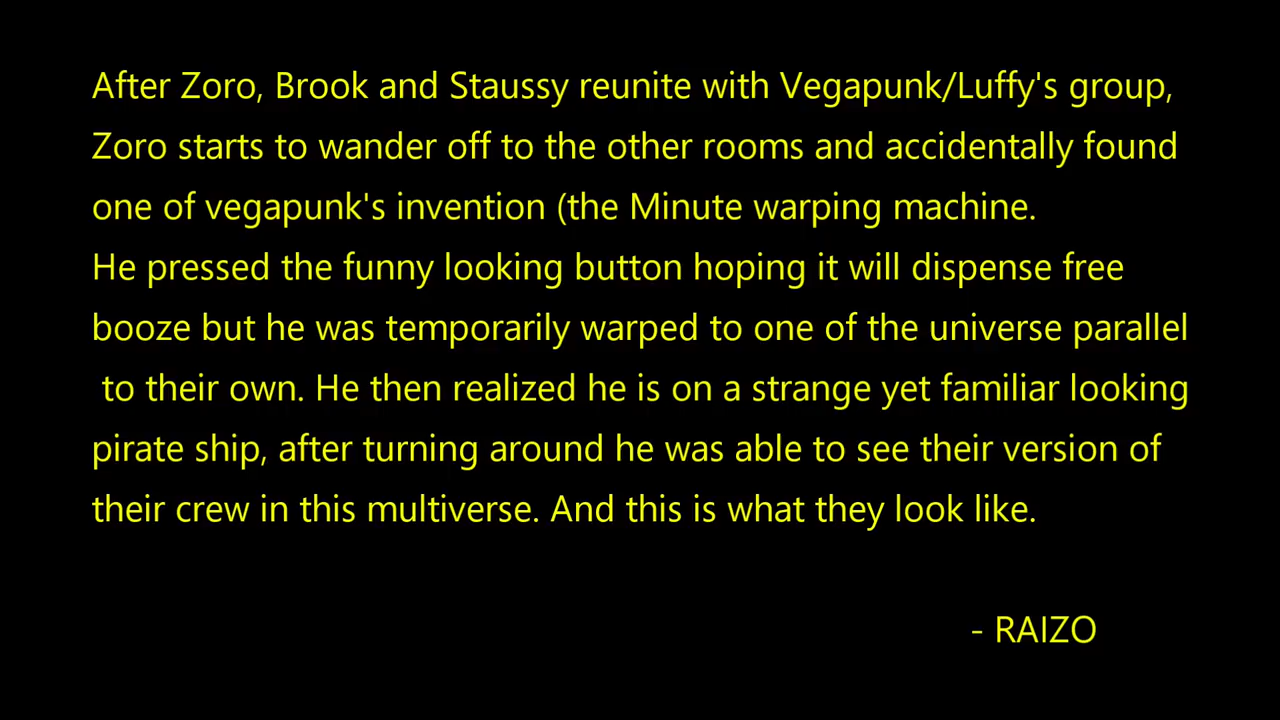 After Zoro, Brook and Staussy reunite with Vegapunk/Luffy's group,
Zoro starts to wander off to the other rooms and accidentally found
one of vegapunk's invention (the Minute warping machine.
He pressed the funny looking button hoping it will dispense free
booze but he was temporarily warped to one of the universe parallel
to their own. He then realized he is on a strange yet familiar looking
pirate ship, after turning around he was able to see their version of
their crew in this multiverse. And this is what they look like.
- RAIZO